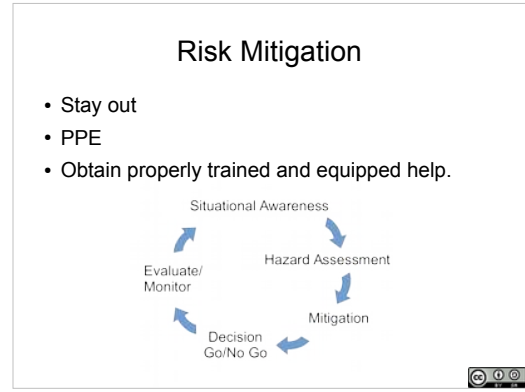 Risk Mitigation
• Stay out
• PPE
• Obtain properly trained and equipped help.
Situational Awareness
Hazard Assessment
Mitigation
Decision
Go/No Go
Evaluate/
Monitor